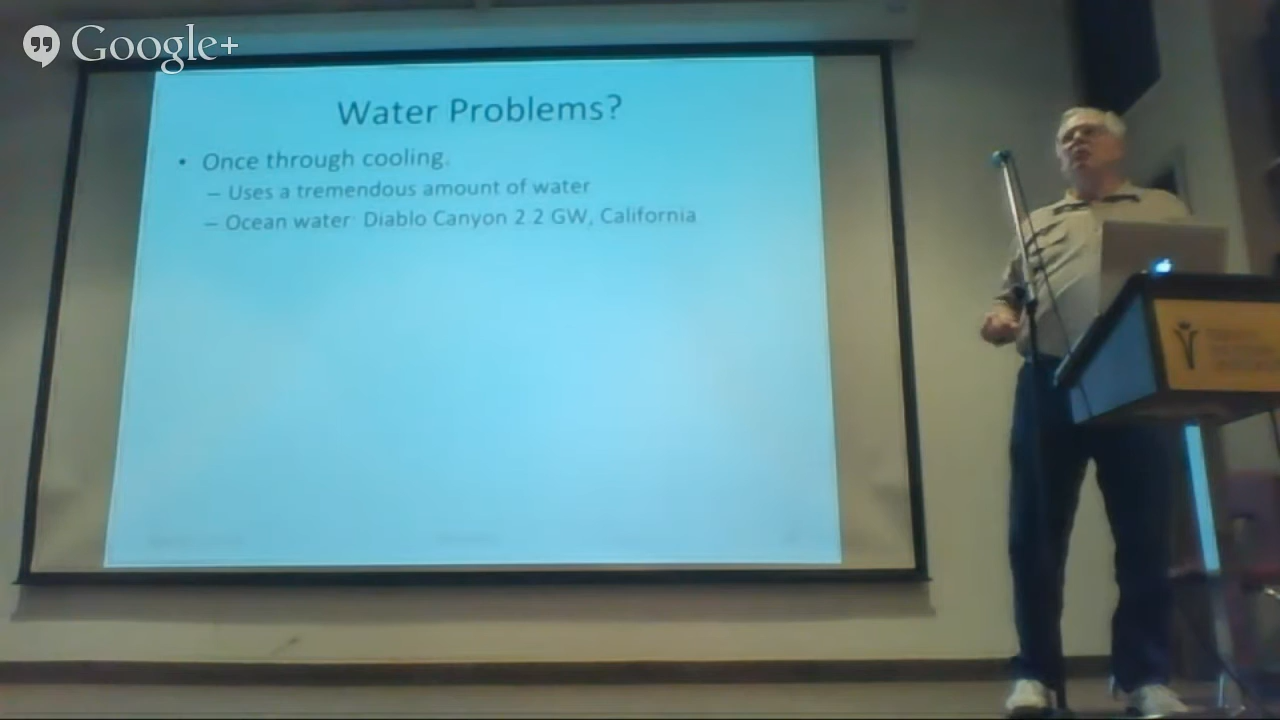 Google+
Water Problems?
• Once through cooling.
– Uses a tremendous amount of water
– Ocean water: Diablo Canyon 2.2 GW, California